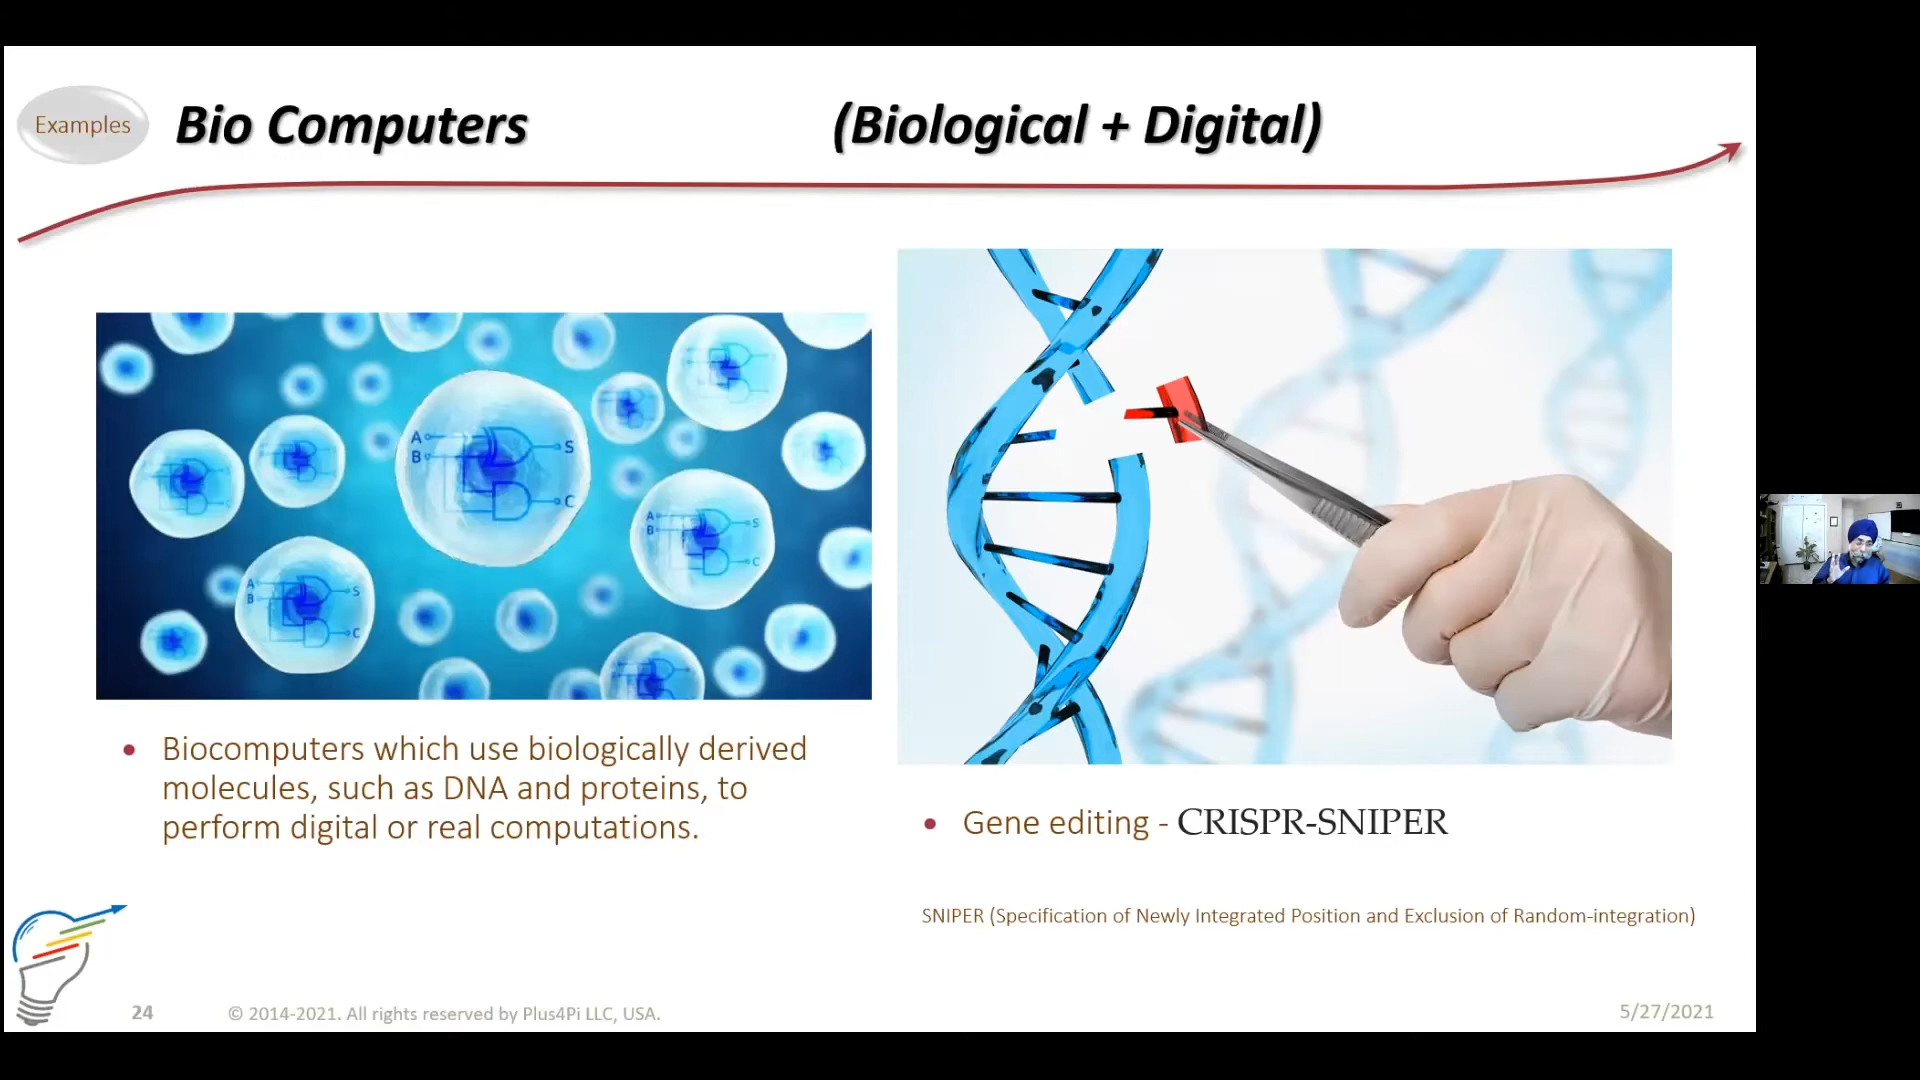 Examples
Bio Computers (Biological + Digital)
A
B
S
C
A
B
S
C
A
B
S
C
• Biocomputers which use biologically derived
molecules, such as DNA and proteins, to
perform digital or real computations.
• Gene editing - CRISPR-SNIPER
SNIPER (Specification of Newly Integrated Position and Exclusion of Random-integration)
24
© 2014-2021. All rights reserved by Plus4Pi LLC, USA.
5/27/2021